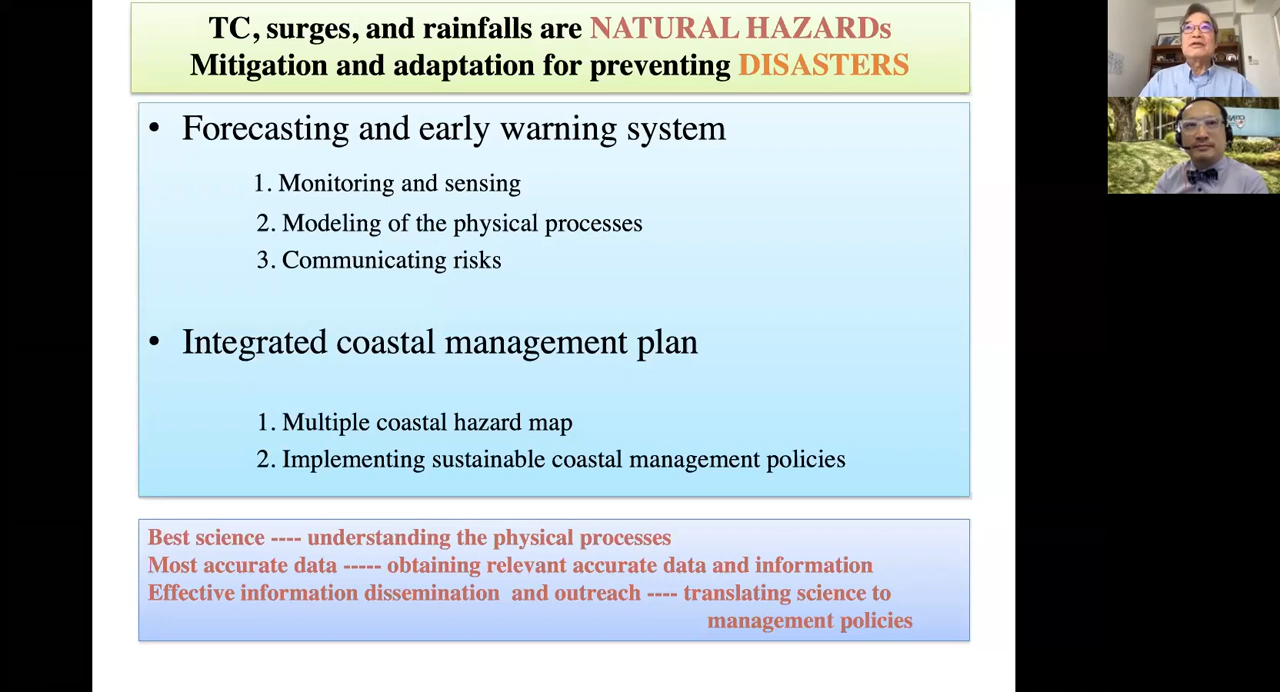 TC, surges, and rainfalls are NATURAL HAZARDs
Mitigation and adaptation for preventing DISASTERS
• Forecasting and early warning system
1. Monitoring and sensing
2. Modeling of the physical processes
3. Communicating risks
• Integrated coastal management plan
1. Multiple coastal hazard map
2. Implementing sustainable coastal management policies
Best science ---- understanding the physical processes
Most accurate data ----- obtaining relevant accurate data and information
Effective information dissemination and outreach ---- translating science to
management policies